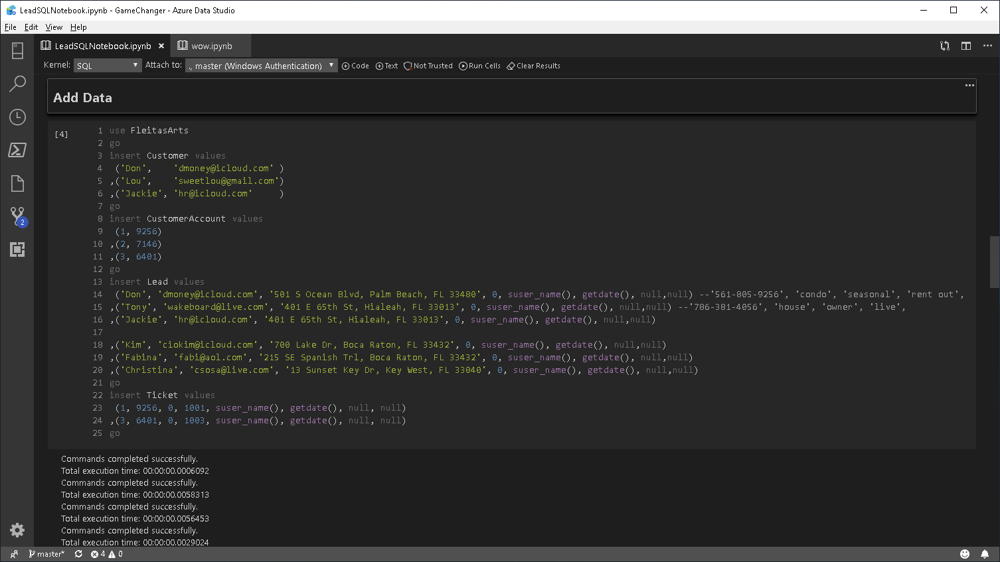 LeadSQLNotebook.ipynb - GameChanger - Azure Data Studio
File Edit View Help
LeadSQLNotebook.ipynb × wow.ipynb
Kernel: SQL Attach to: ., master (Windows Authentication) Code Text Not Trusted Run Cells Clear Results
Add Data
[4]
1 use FleitasArts
2 go
3 insert Customer values
4  ('Don',    'dmoney@icloud.com' )
5 ,('Lou',    'sweetlou@gmail.com')
6 ,('Jackie', 'hr@icloud.com'     )
7 go
8 insert CustomerAccount values
9  (1, 9256)
10 ,(2, 7146)
11 ,(3, 6401)
12 go
13 insert Lead values
14  ('Don', 'dmoney@icloud.com', '501 S Ocean Blvd, Palm Beach, FL 33480', 0, suser_name(), getdate(), null,null) --'561-805-9256', 'condo', 'seasonal', 'rent out',
15 ,('Tony', 'wakeboard@live.com', '401 E 65th St, Hialeah, FL 33013', 0, suser_name(), getdate(), null,null) --'786-381-4056', 'house', 'owner', 'live',
16 ,('Jackie', 'hr@icloud.com', '401 E 65th St, Hialeah, FL 33013', 0, suser_name(), getdate(), null,null)
17
18 ,('Kim', 'ciokim@icloud.com', '700 Lake Dr, Boca Raton, FL 33432', 0, suser_name(), getdate(), null,null)
19 ,('Fabina', 'fabi@aol.com', '215 SE Spanish Trl, Boca Raton, FL 33432', 0, suser_name(), getdate(), null,null)
20 ,('Christina', 'csosa@live.com', '13 Sunset Key Dr, Key West, FL 33040', 0, suser_name(), getdate(), null,null)
21 go
22 insert Ticket values
23  (1, 9256, 0, 1001, suser_name(), getdate(), null, null)
24 ,(3, 6401, 0, 1003, suser_name(), getdate(), null, null)
25 go
Commands completed successfully.
Total execution time: 00:00:00.0006092
Commands completed successfully.
Total execution time: 00:00:00.0058313
Commands completed successfully.
Total execution time: 00:00:00.0056453
Commands completed successfully.
Total execution time: 00:00:00.0029024
2
master* 4 0